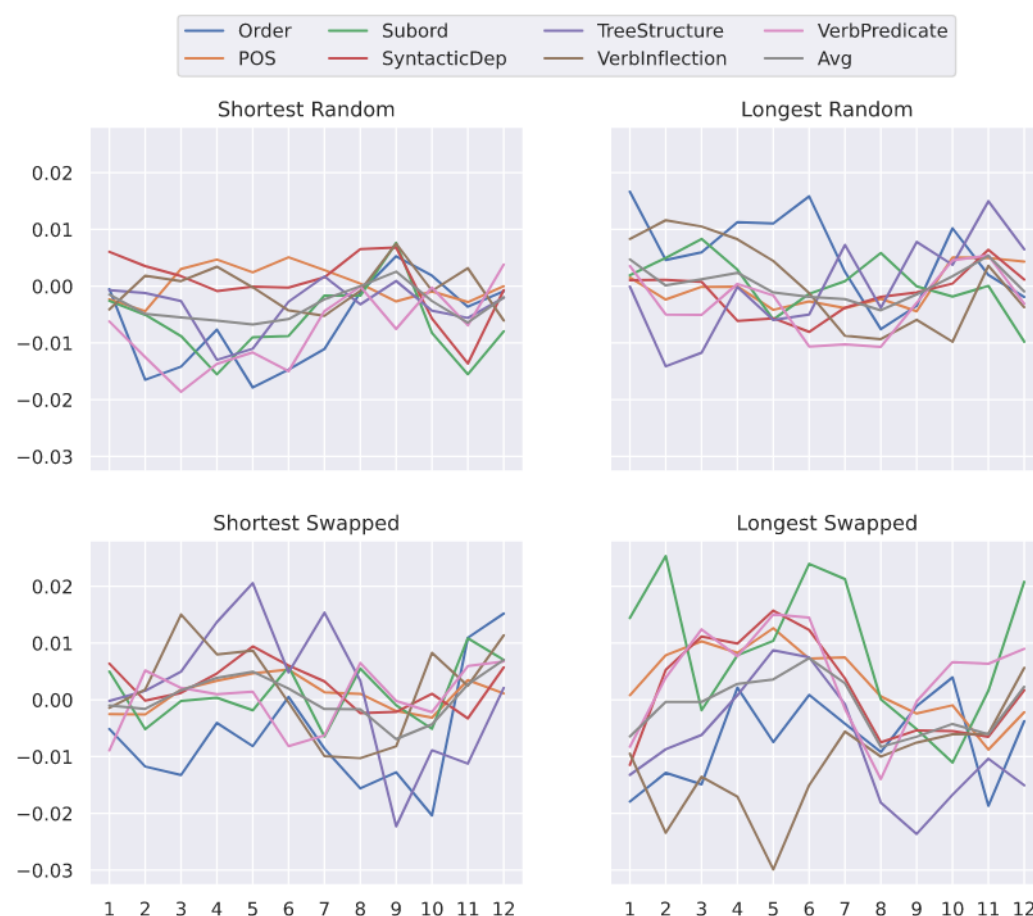 Order Subord TreeStructure VerbPredicate
POS SyntacticDep VerbInflection Avg
Shortest Random Longest Random
0.02
0.01
0.00
−0.01
−0.02
−0.03
Shortest Swapped Longest Swapped
0.02
0.01
0.00
−0.01
−0.02
−0.03
1 2 3 4 5 6 7 8 9 10 11 12 1 2 3 4 5 6 7 8 9 10 11 12